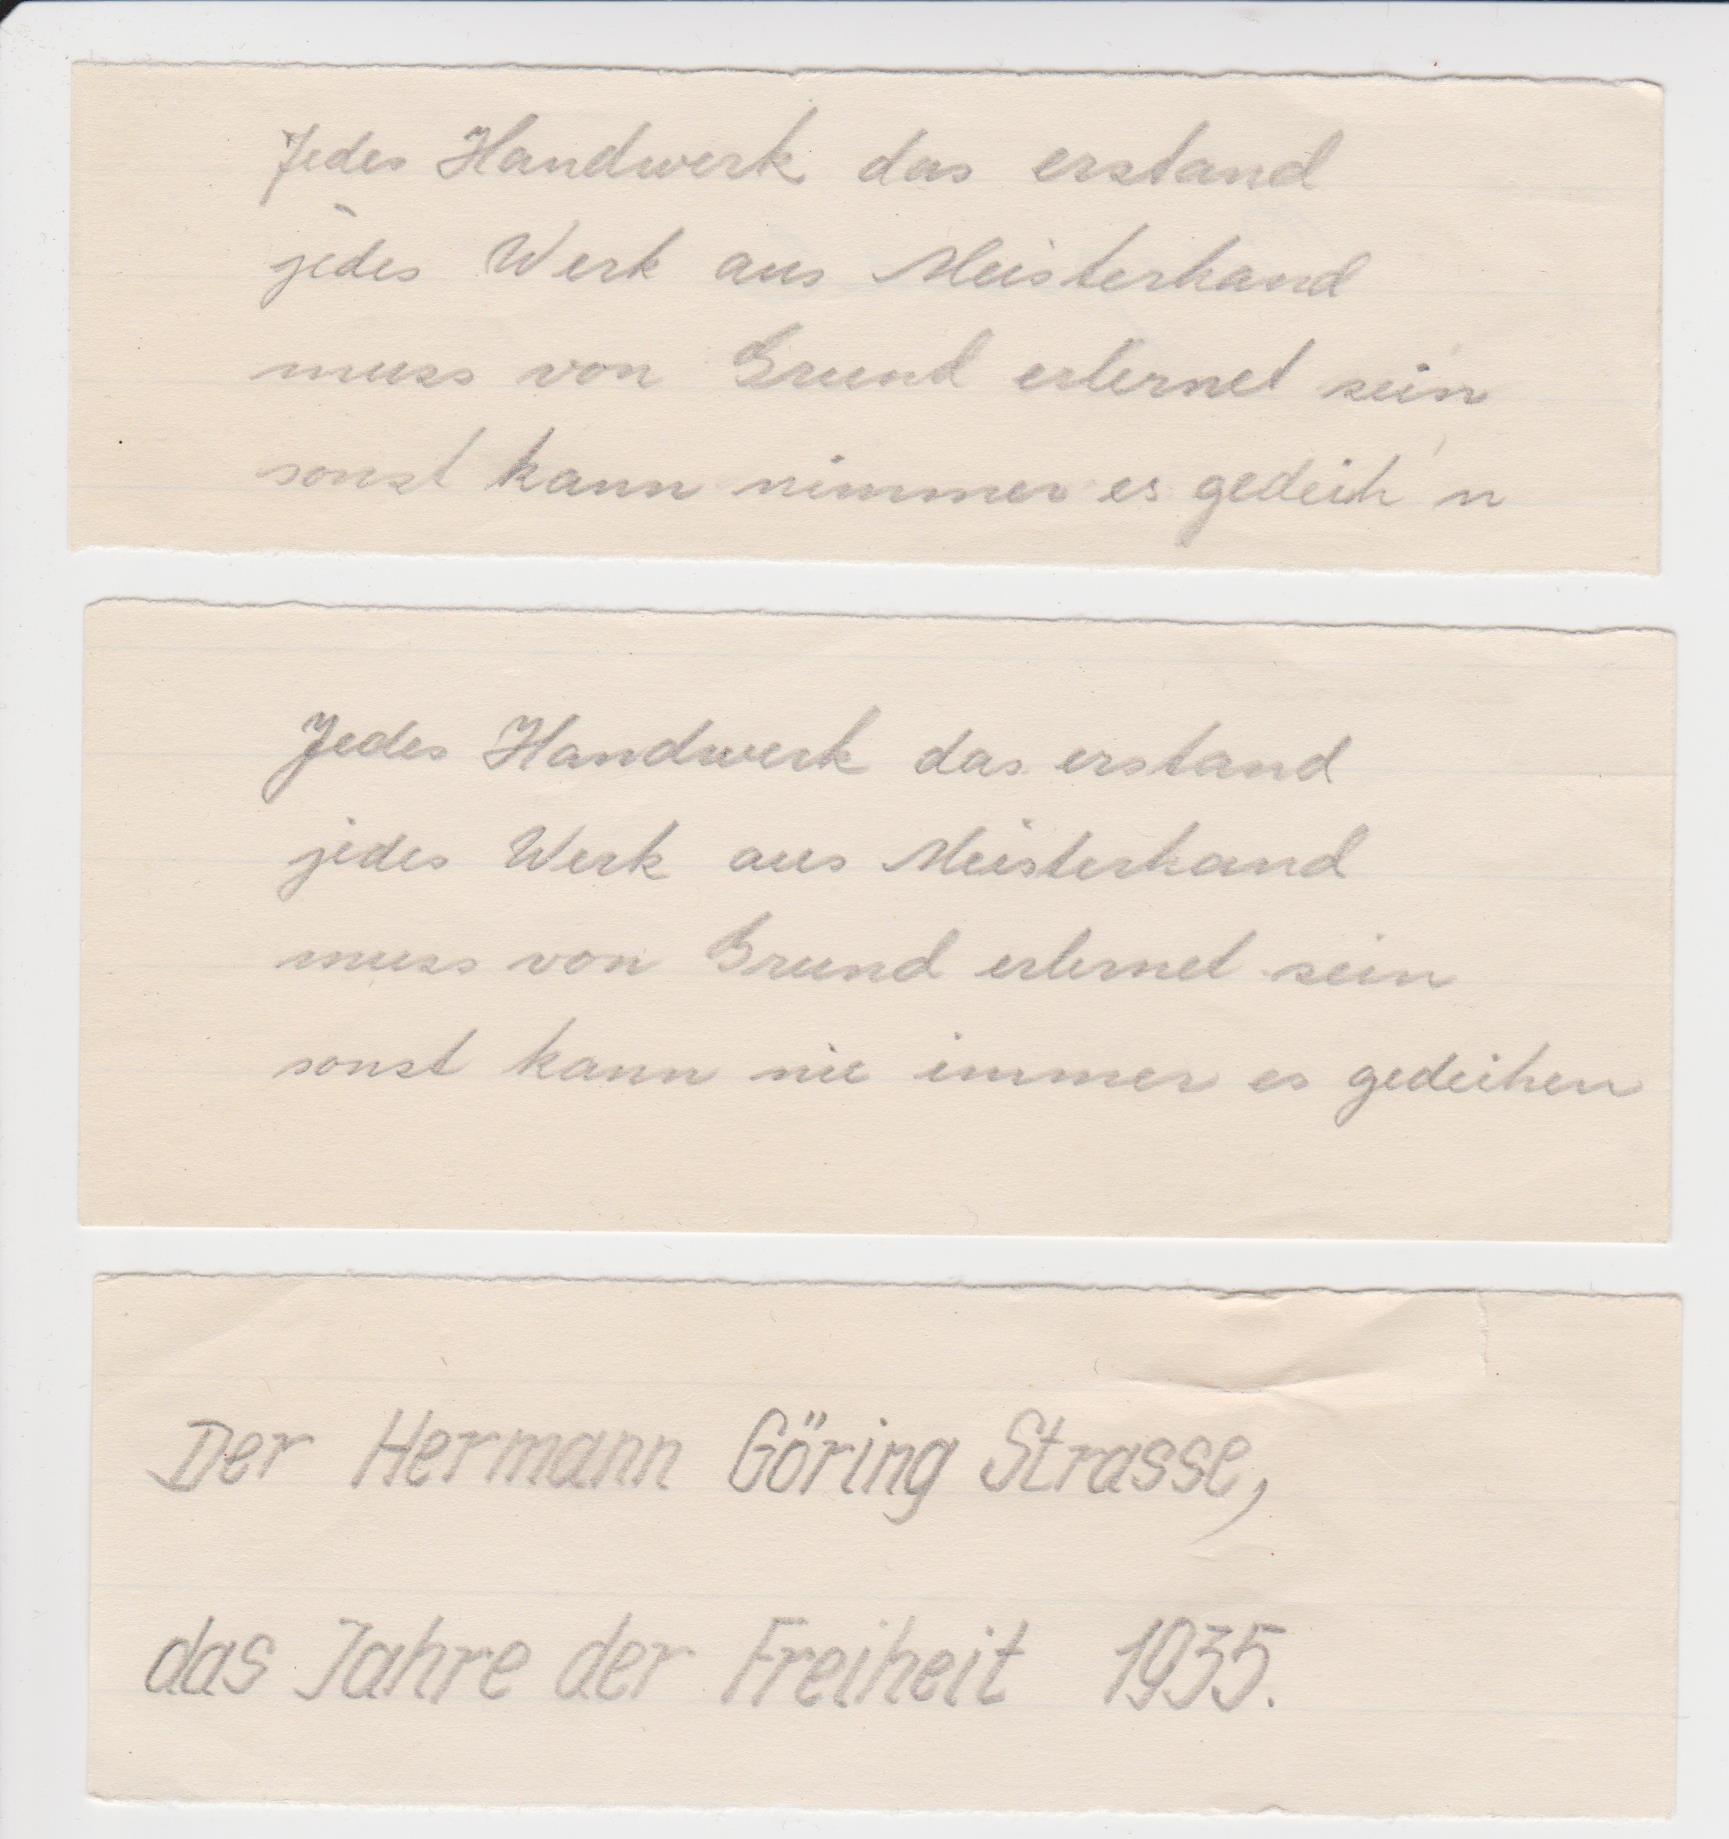 Jedes Handwerk das erstand
jedes Werk aus Meisterhand
muss von Grund erlernet sein
sonst kann nimmer es gedeih'n
Jedes Handwerk das erstand
jedes Werk aus Meisterhand
muss von Grund erlernet sein
sonst kann nie immer es gedeihen
Der Hermann Göring Strasse,
das Jahre der Freiheit 1935.